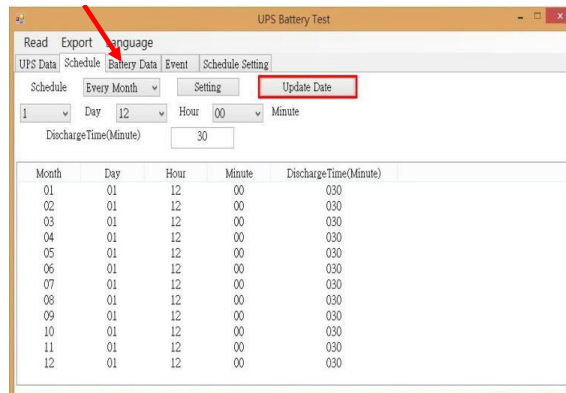 UPS Battery Test
Read Export Language
UPS Data Schedule Battery Data Event Schedule Setting
Schedule Every Month Setting Update Date
1 Day 12 Hour 00 Minute
DischargeTime(Minute) 30
Month Day Hour Minute DischargeTime(Minute)
01 01 12 00 030
02 01 12 00 030
03 01 12 00 030
04 01 12 00 030
05 01 12 00 030
06 01 12 00 030
07 01 12 00 030
08 01 12 00 030
09 01 12 00 030
10 01 12 00 030
11 01 12 00 030
12 01 12 00 030